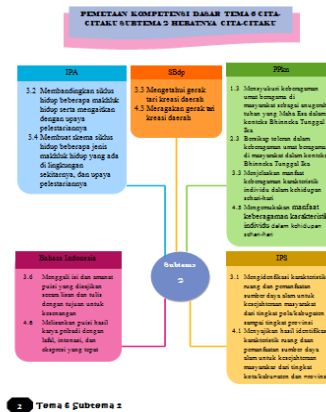 PEMETAAN KOMPETENSI DASAR TEMA 6 CITA-
CITAKU SUBTEMA 2 HEBATNYA CITA-CITAKU
IPA
3.2 Membandingkan siklus
hidup beberapa makhluk
hidup serta mengaitkan
dengan upaya
pelestariannya
3.4 Membuat skema siklus
hidup beberapa jenis
makhluk hidup yang ada
di lingkungan
sekitarnya, dan upaya
pelestariannya
SBdp
3.3 Mengetahui gerak
tari kreasi daerah
4.3 Meragakan gerak tari
kreasi daerah
PPkn
1.3 Mensyukuri keberagaman
umat beragama di
masyarakat sebagai anugerah
tuhan yang Maha Esa dalam
konteks Bhinneka Tunggal
Ika
2.3 Bersikap toleran dalam
keberagaman umat beragama
di masyarakat dalam konteks
Bhinneka Tunggal Ika
3.3 Menjelaskan manfaat
keberagaman karakteristik
individu dalam kehidupan
sehari-hari
4.3 Mengemukakan manfaat
keberagaman karakteristik
individu dalam kehidupan
sehari-hari
Bahasa Indonesia
3.6 Menggali isi dan amanat
puisi yang disajikan
secara lisan dan tulis
dengan tujuan untuk
kesenangan
4.6 Melisankan puisi hasil
karya pribadi dengan
lafal, intonasi, dan
ekspresi yang tepat
Subtema
2
IPS
3.1 Mengidentifikasi karakteristik
ruang dan pemanfaatan
sumber daya alam untuk
kesejahteraan masyarakat
dari tingkat kota/kabupaten
sampai tingkat provinsi
4.1 Menyajikan hasil identifikasi
karakteristik ruang dan
pemanfaatan sumber daya
alam untuk kesejahteraan
masyarakat dari tingkat
kota/kabupaten dan provinsi
2 Tema 6 Subtema 2